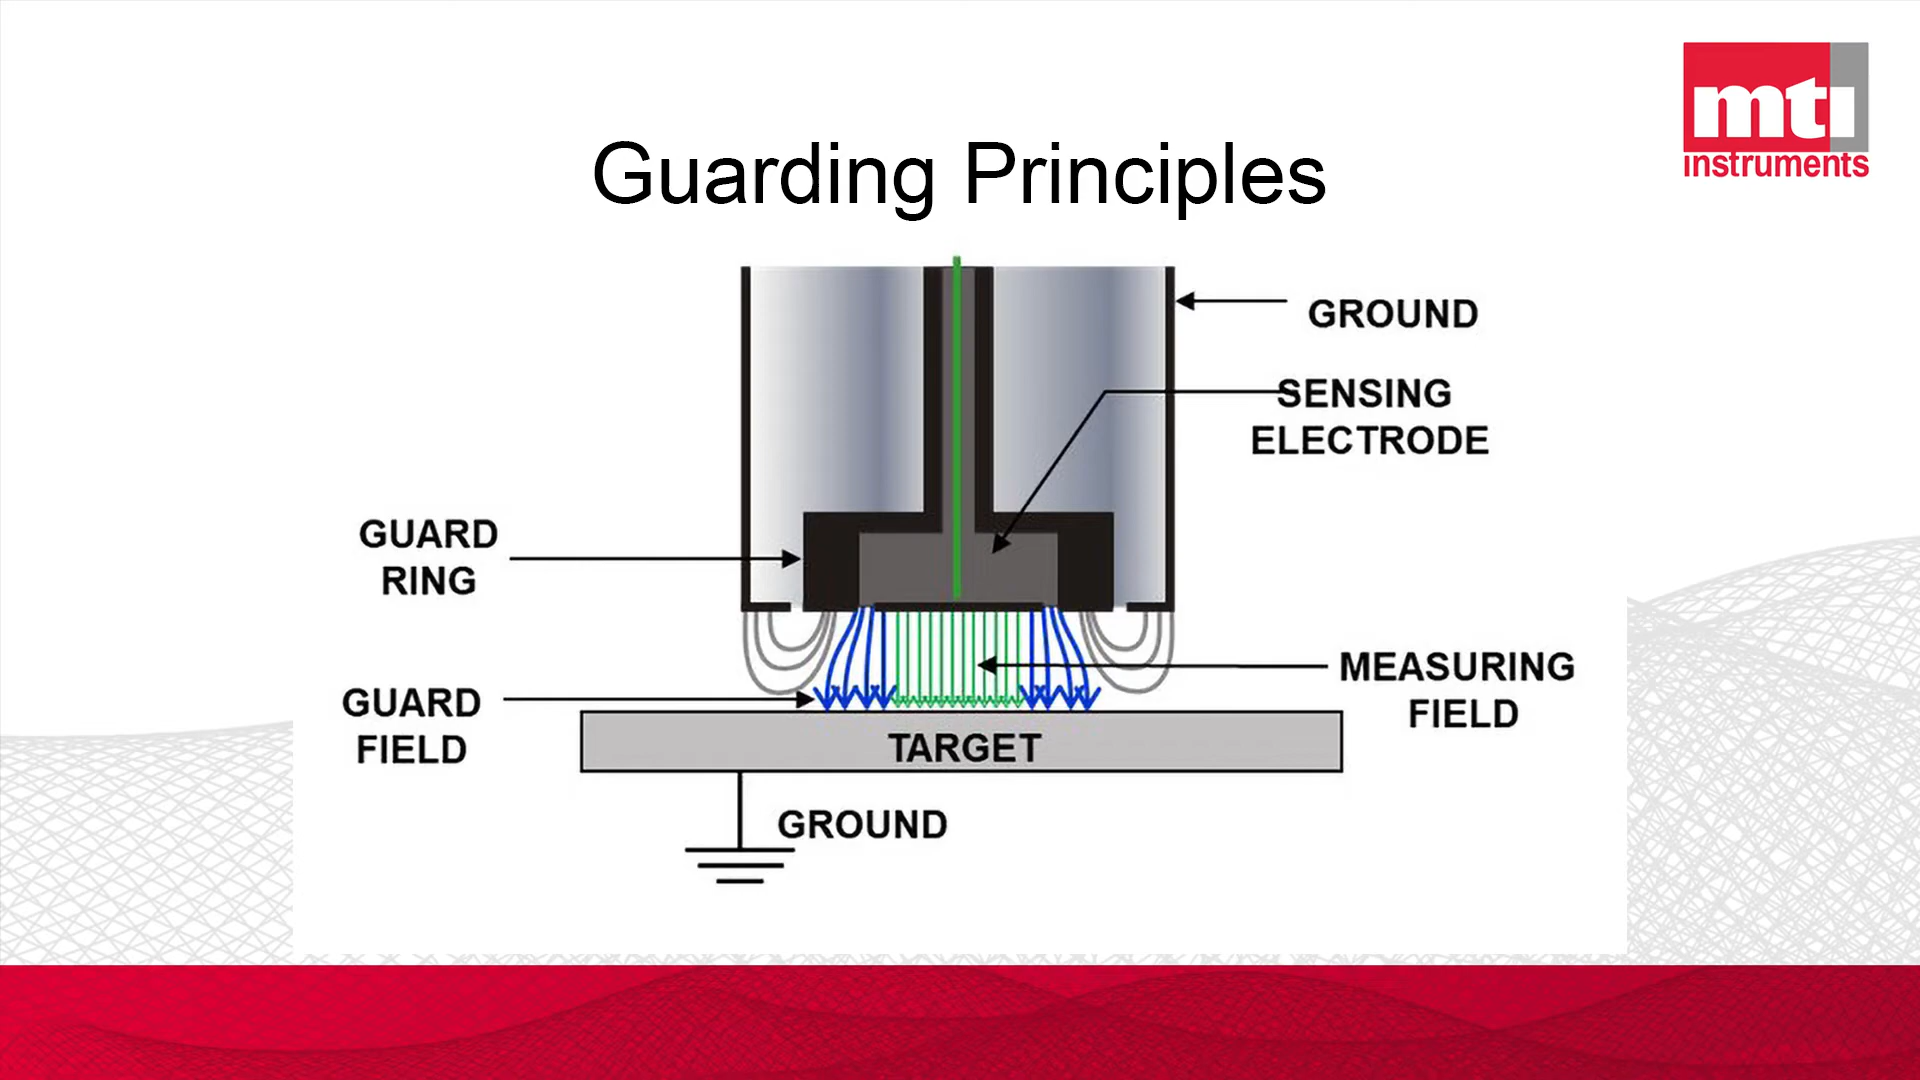 mti
instruments
Guarding Principles
GROUND
SENSING
ELECTRODE
GUARD
RING
MEASURING
FIELD
GUARD
FIELD
TARGET
GROUND